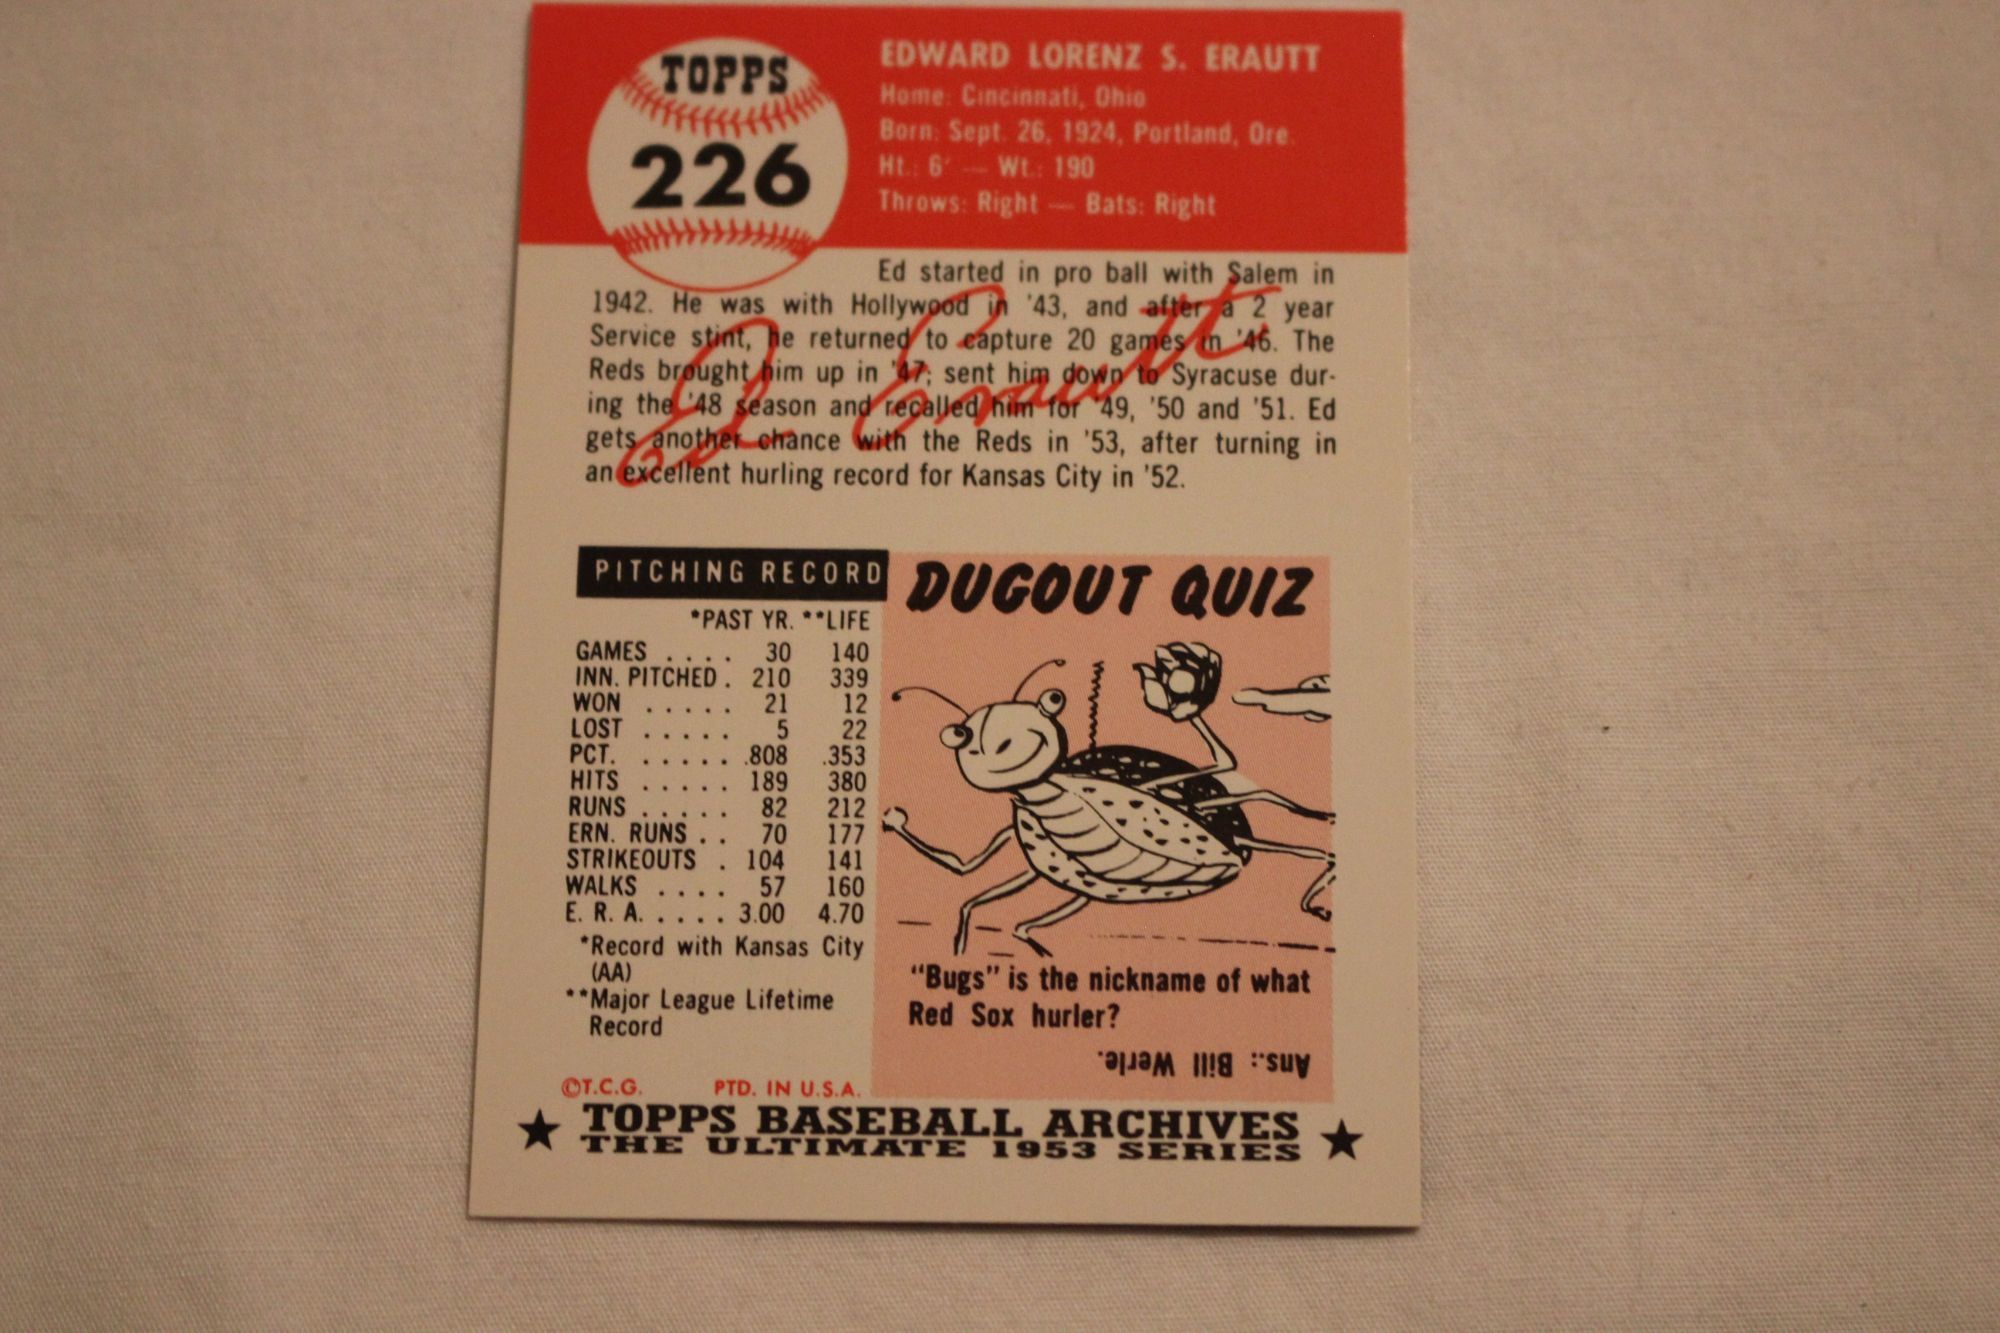 TOPPS
226
EDWARD LORENZ S. ERAUTT
Home: Cincinnati, Ohio
Born: Sept. 26, 1924, Portland, Ore.
Ht.: 6' — Wt.: 190
Throws: Right — Bats: Right
Ed started in pro ball with Salem in
1942. He was with Hollywood in '43, and after a 2 year
Service stint, he returned to capture 20 games in '46. The
Reds brought him up in '47; sent him down to Syracuse dur-
ing the '48 season and recalled him for '49, '50 and '51. Ed
gets another chance with the Reds in '53, after turning in
an excellent hurling record for Kansas City in '52.
Ed Erautt
PITCHING RECORD
*PAST YR. **LIFE
GAMES . . . . 30 140
INN. PITCHED . 210 339
WON . . . . . 21 12
LOST . . . . . 5 22
PCT. . . . . . .808 .353
HITS . . . . . 189 380
RUNS . . . . . 82 212
ERN. RUNS . . 70 177
STRIKEOUTS . 104 141
WALKS . . . . 57 160
E. R. A. . . . . 3.00 4.70
*Record with Kansas City
(AA)
**Major League Lifetime
Record
©T.C.G. PTD. IN U.S.A.
DUGOUT QUIZ
"Bugs" is the nickname of what
Red Sox hurler?
Ans.: Bill Werle.
★ TOPPS BASEBALL ARCHIVES ★
THE ULTIMATE 1953 SERIES